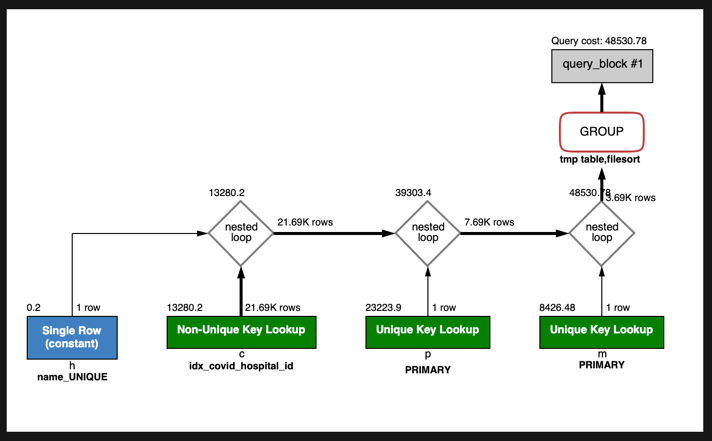 Query cost: 48530.78
query_block #1
GROUP
tmp table,filesort
13280.2
39303.4
48530.78
3.69K rows
nested
loop
21.69K rows
nested
loop
7.69K rows
nested
loop
0.2
1 row
13280.2
21.69K rows
23223.9
1 row
8426.48
1 row
Single Row
(constant)
Non-Unique Key Lookup
Unique Key Lookup
Unique Key Lookup
h
c
p
m
name_UNIQUE
idx_covid_hospital_id
PRIMARY
PRIMARY